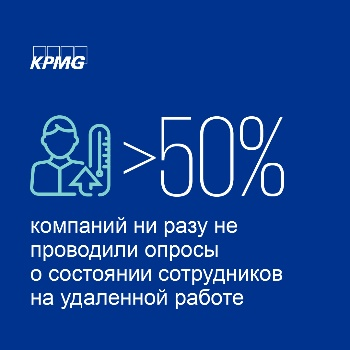 KPMG
>50%
компаний ни разу не
проводили опросы
о состоянии сотрудников
на удаленной работе